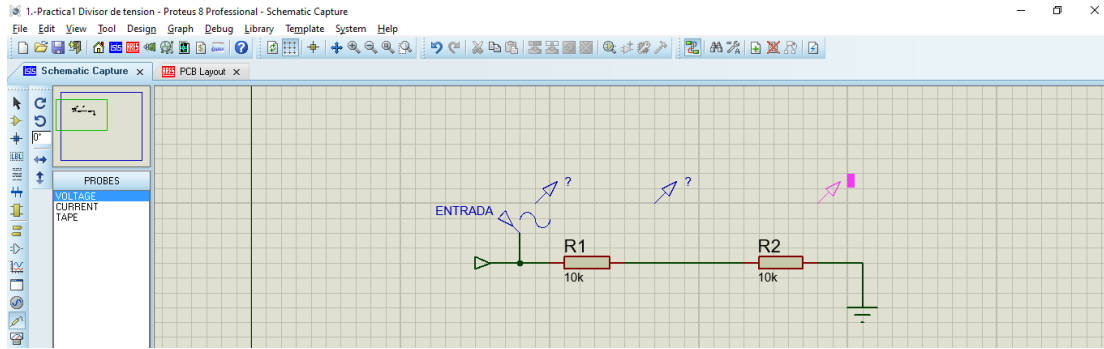 1.-Practica1 Divisor de tension - Proteus 8 Professional - Schematic Capture
File Edit View Tool Design Graph Debug Library Template System Help
Schematic Capture x PCB Layout x
0°
LBL
PROBES
VOLTAGE
CURRENT
TAPE
? ?
ENTRADA
R1 R2
10k 10k